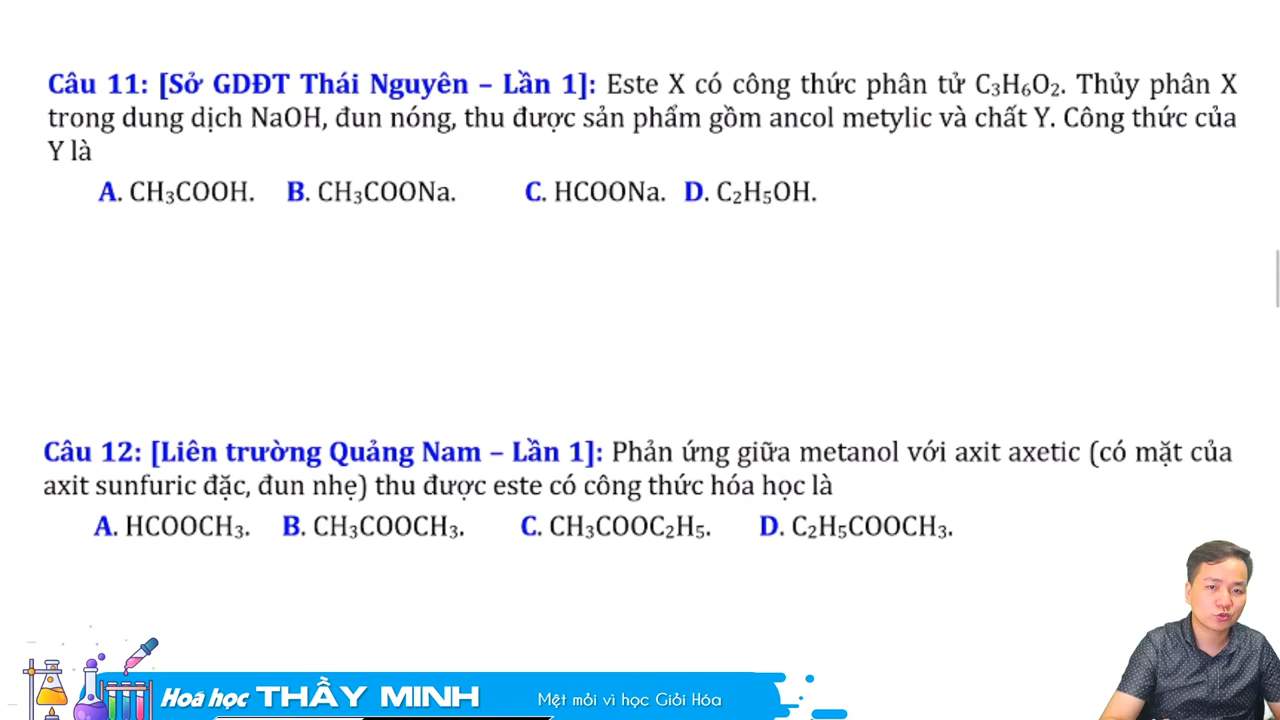 Câu 11: [Sở GDĐT Thái Nguyên – Lần 1]: Este X có công thức phân tử C₃H₆O₂. Thủy phân X
trong dung dịch NaOH, đun nóng, thu được sản phẩm gồm ancol metylic và chất Y. Công thức của
Y là
A. CH₃COOH. B. CH₃COONa. C. HCOONa. D. C₂H₅OH.
Câu 12: [Liên trường Quảng Nam – Lần 1]: Phản ứng giữa metanol với axit axetic (có mặt của
axit sunfuric đặc, đun nhẹ) thu được este có công thức hóa học là
A. HCOOCH₃. B. CH₃COOCH₃. C. CH₃COOC₂H₅. D. C₂H₅COOCH₃.
Hoá học THẦY MINH Mệt mỏi vì học Giỏi Hóa